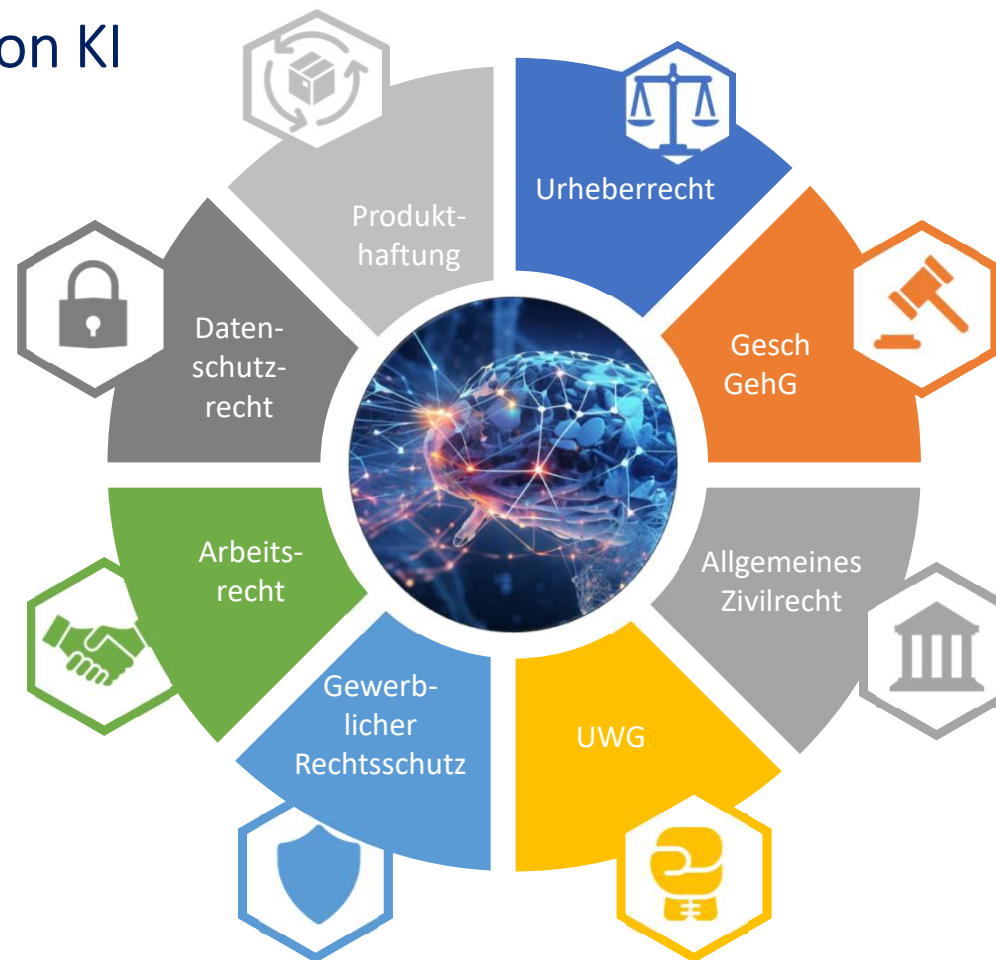 on KI
Urheberrecht
Gesch
GehG
Allgemeines
Zivilrecht
UWG
Gewerb-
licher
Rechtsschutz
Arbeits-
recht
Daten-
schutz-
recht
Produkt-
haftung